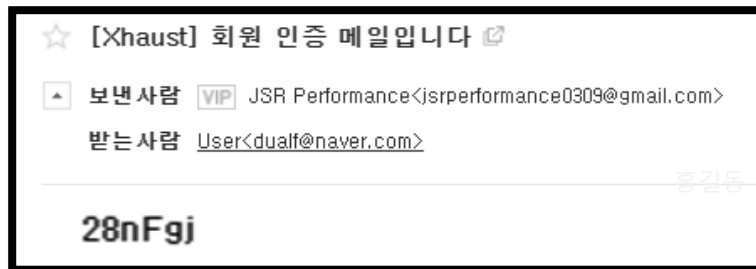 [Xhaust] 회원 인증 메일입니다
보낸사람 VIP JSR Performance<jsrperformance0309@gmail.com>
받는사람 User<dualf@naver.com>
홍길동
28nFgj